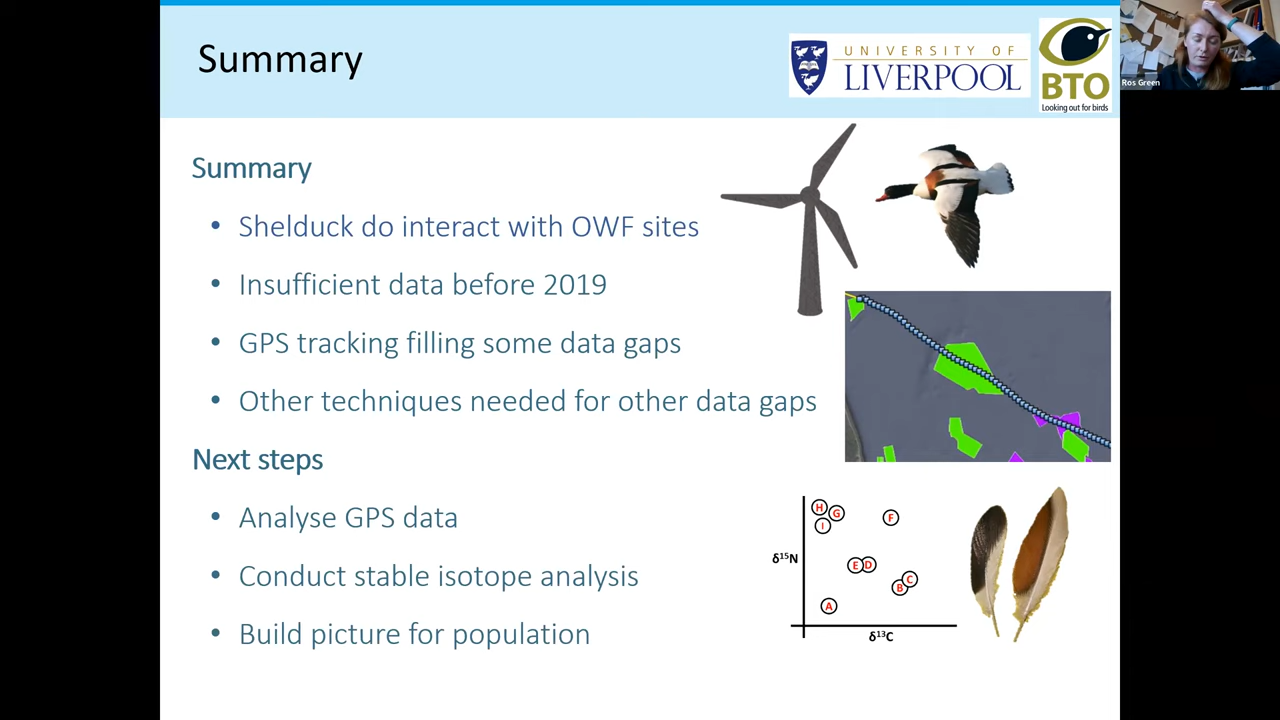 Summary
UNIVERSITY OF
LIVERPOOL
BTO
Looking out for birds
Ros Green
Summary
• Shelduck do interact with OWF sites
• Insufficient data before 2019
• GPS tracking filling some data gaps
• Other techniques needed for other data gaps
Next steps
• Analyse GPS data
• Conduct stable isotope analysis
• Build picture for population
H
G
I
F
E
D
C
B
A
δ¹⁵N
δ¹³C